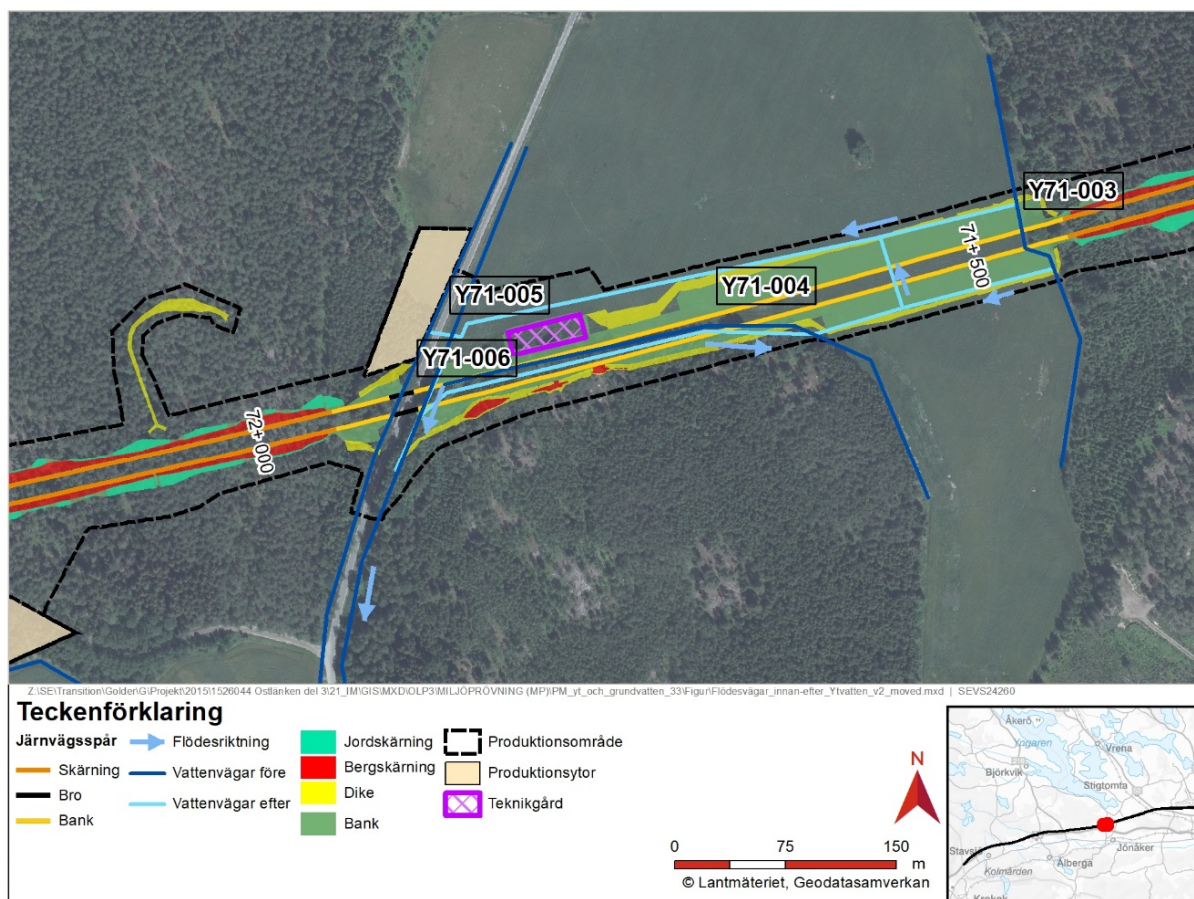 Y71-003
71+500
Y71-004
Y71-005
Y71-006
72+000
Z:\SE\Transition\Golder\G\Projekt\2015\1526044 Ostlänken del 3\21_IM\GIS\MXD\OLP3\MILJÖPRÖVNING (MP)\PM_yt_och_grundvatten_33\Figur\Flödesvägar_innan-efter_Ytvatten_v2_moved.mxd | SEVS24260
Teckenförklaring
Järnvägsspår
Skärning
Bro
Bank
Flödesriktning
Vattenvägar före
Vattenvägar efter
Jordskärning
Bergskärning
Dike
Bank
Produktionsområde
Produktionsytor
Teknikgård
N
0 75 150
m
© Lantmäteriet, Geodatasamverkan
Åkerö
Yngaren
Vrena
Björkvik
Stigtomta
Stavsjö
Jönåker
Ålberga
Kolmården
Krokek